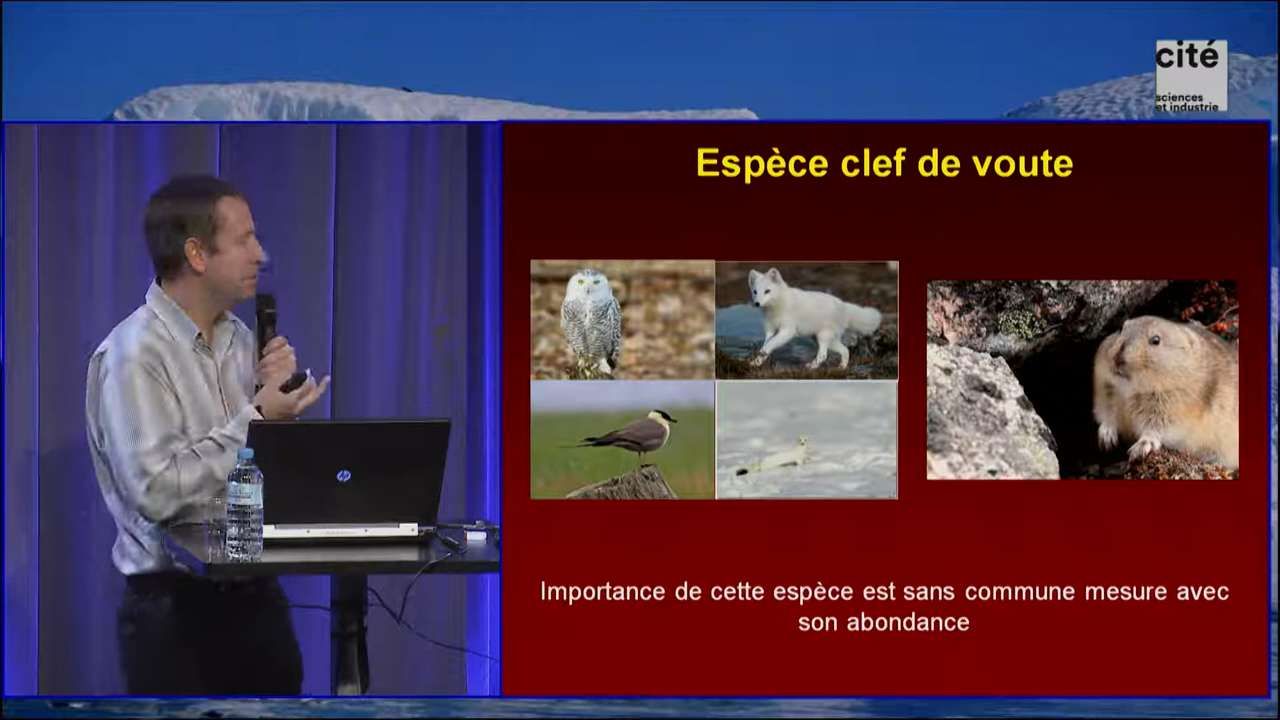 cité
sciences
et industrie
Espèce clef de voute
Importance de cette espèce est sans commune mesure avec
son abondance
hp